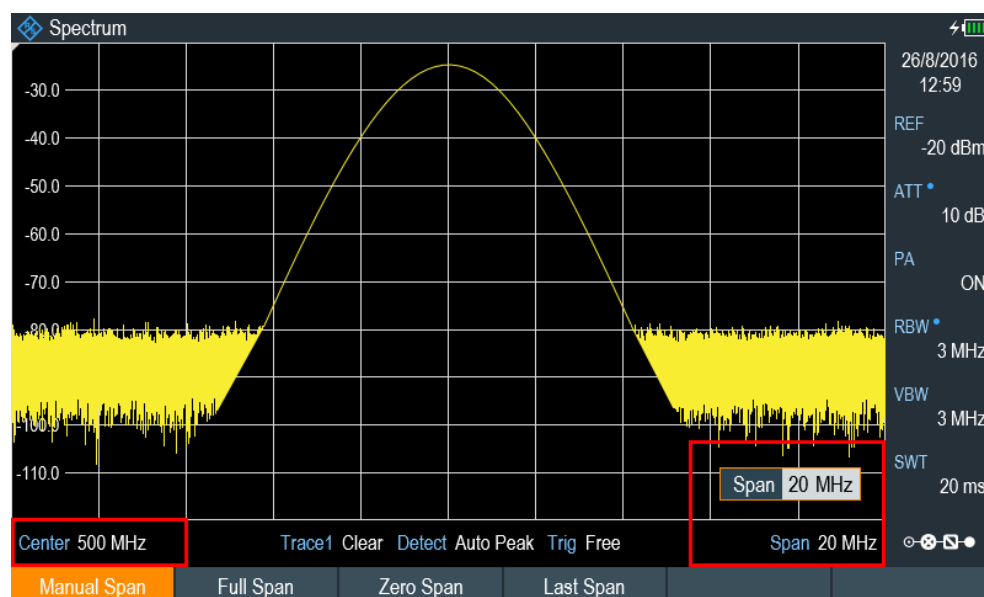 Spectrum
26/8/2016
12:59
-30.0
-40.0
-50.0
-60.0
-70.0
-80.0
-100.0
-110.0
REF
-20 dBm
ATT
10 dB
PA
ON
RBW
3 MHz
VBW
3 MHz
SWT
20 ms
Span 20 MHz
Center 500 MHz Trace1 Clear Detect Auto Peak Trig Free Span 20 MHz
Manual Span Full Span Zero Span Last Span